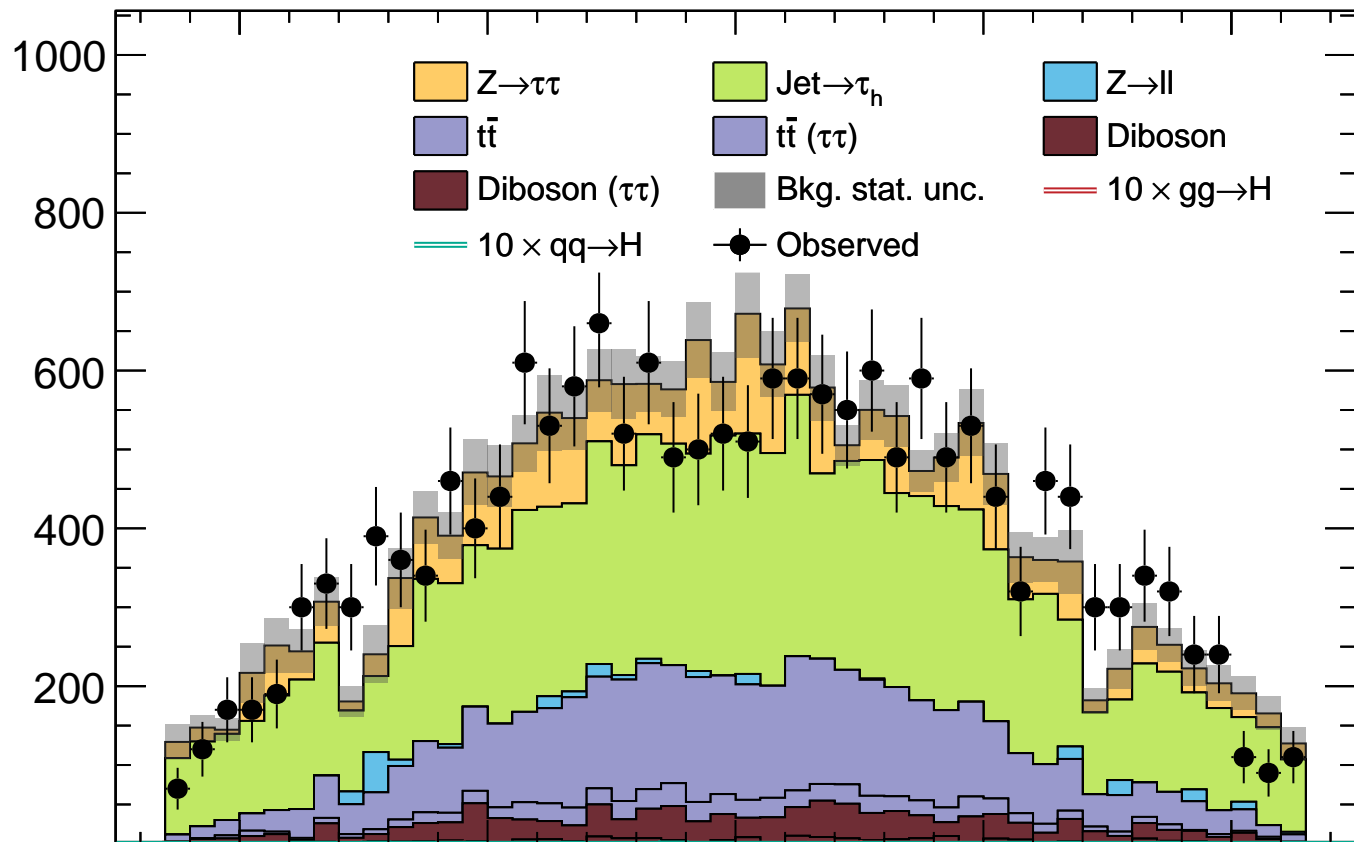 1000
Z→ττ Jet→τh Z→ll
tt̄ tt̄ (ττ) Diboson
800
Diboson (ττ) Bkg. stat. unc. 10 × gg→H
10 × qq→H Observed
600
400
200